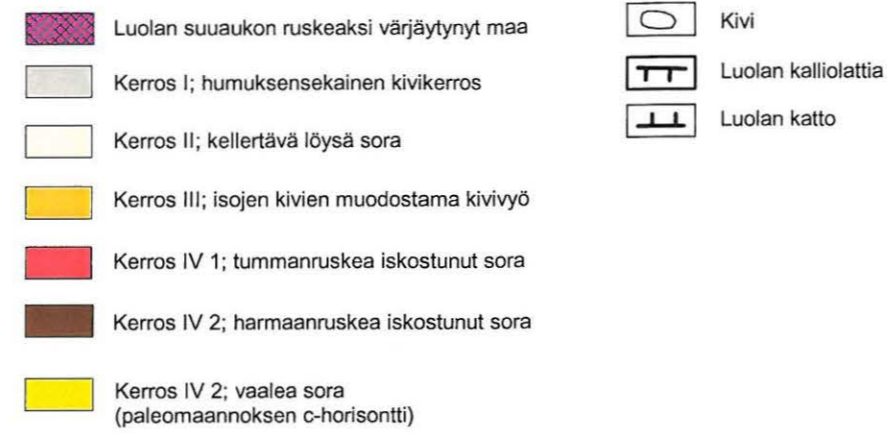 Luolan suuaukon ruskeaksi värjäytynyt maa
Kerros I; humuksensekainen kivikerros
Kerros II; kellertävä löysä sora
Kerros III; isojen kivien muodostama kivivyö
Kerros IV 1; tummanruskea iskostunut sora
Kerros IV 2; harmaanruskea iskostunut sora
Kerros IV 2; vaalea sora
(paleomaannoksen c-horisontti)
Kivi
Luolan kalliolattia
Luolan katto